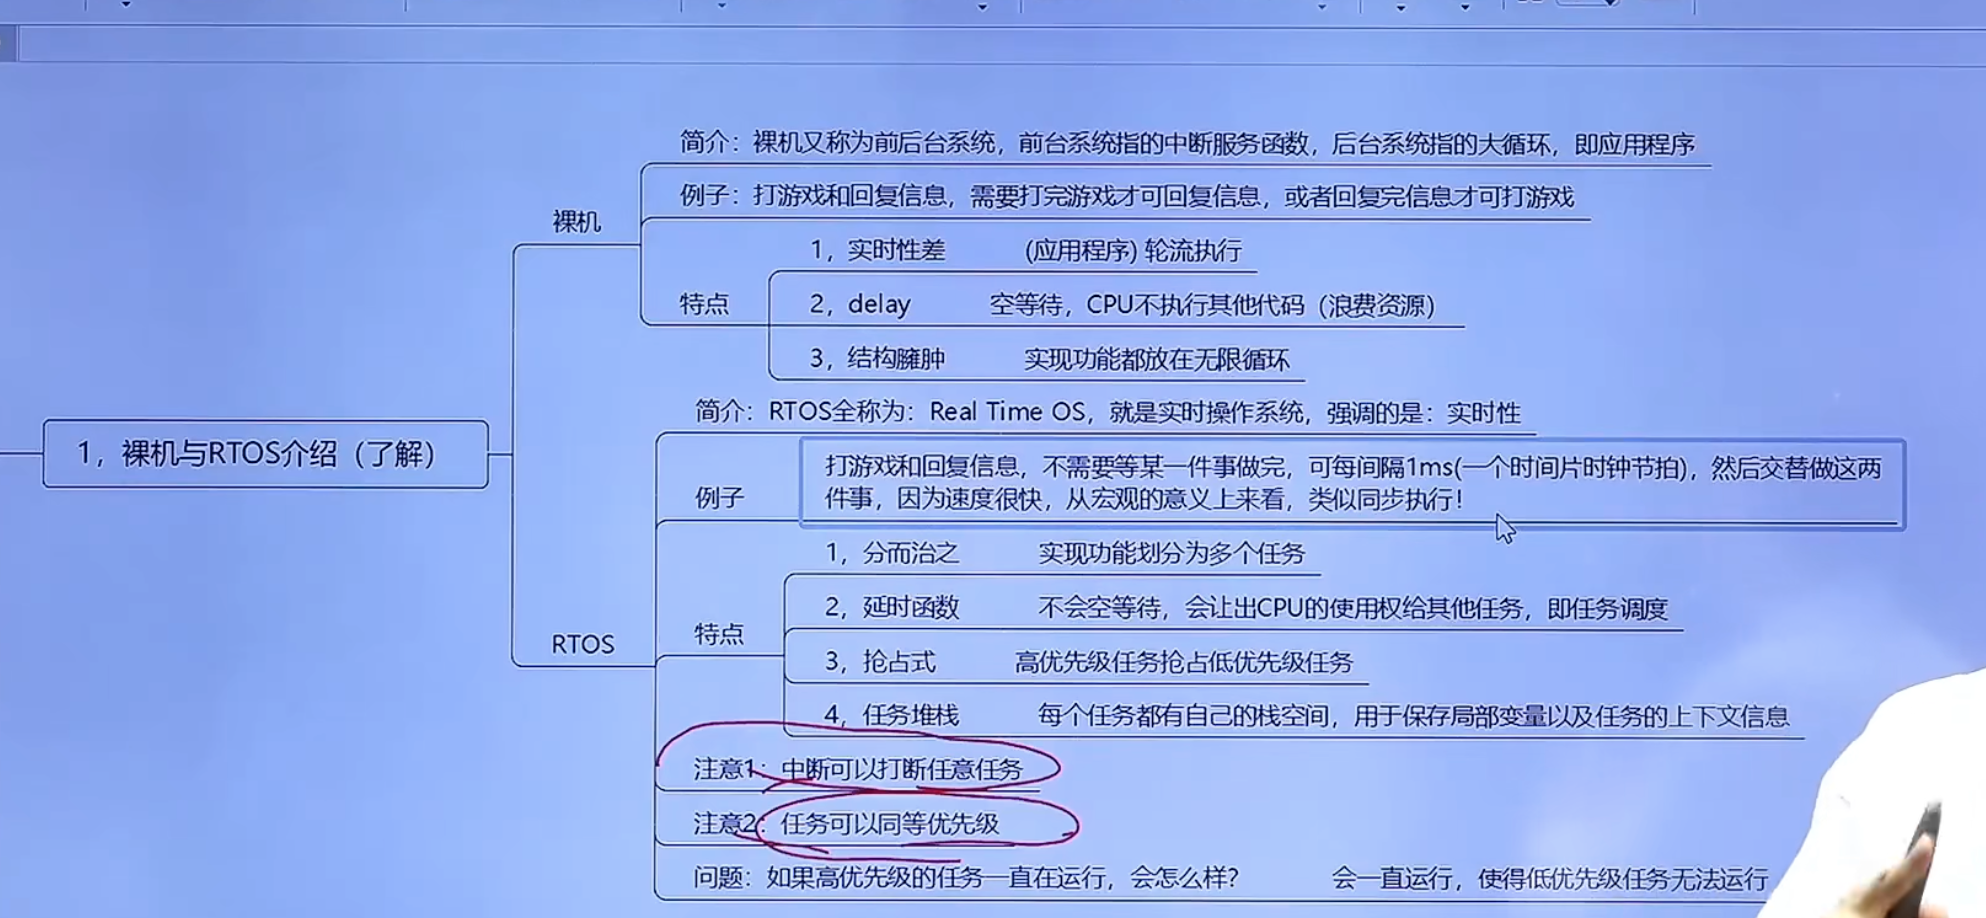 简介：裸机又称为前后台系统，前台系统指的中断服务函数，后台系统指的大循环，即应用程序
例子：打游戏和回复信息，需要打完游戏才可回复信息，或者回复完信息才可打游戏
裸机
1，实时性差 (应用程序) 轮流执行
特点
2，delay 空等待，CPU不执行其他代码（浪费资源）
3，结构臃肿 实现功能都放在无限循环
简介：RTOS全称为：Real Time OS，就是实时操作系统，强调的是：实时性
1，裸机与RTOS介绍（了解）
例子
打游戏和回复信息，不需要等某一件事做完，可每间隔1ms(一个时间片时钟节拍)，然后交替做这两
件事，因为速度很快，从宏观的意义上来看，类似同步执行！
1，分而治之 实现功能划分为多个任务
2，延时函数 不会空等待，会让出CPU的使用权给其他任务，即任务调度
RTOS
特点
3，抢占式 高优先级任务抢占低优先级任务
4，任务堆栈 每个任务都有自己的栈空间，用于保存局部变量以及任务的上下文信息
注意1：中断可以打断任意任务
注意2：任务可以同等优先级
问题：如果高优先级的任务一直在运行，会怎么样？ 会一直运行，使得低优先级任务无法运行